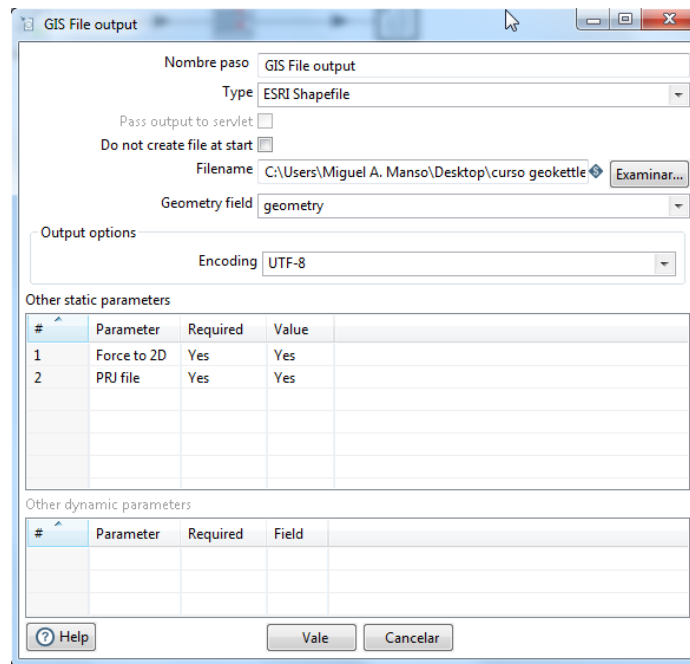 GIS File output
Nombre paso GIS File output
Type ESRI Shapefile
Pass output to servlet
Do not create file at start
Filename C:\Users\Miguel A. Manso\Desktop\curso geokettle Examinar...
Geometry field geometry
Output options
Encoding UTF-8
Other static parameters
# Parameter Required Value
1 Force to 2D Yes Yes
2 PRJ file Yes Yes
Other dynamic parameters
# Parameter Required Field
Help Vale Cancelar